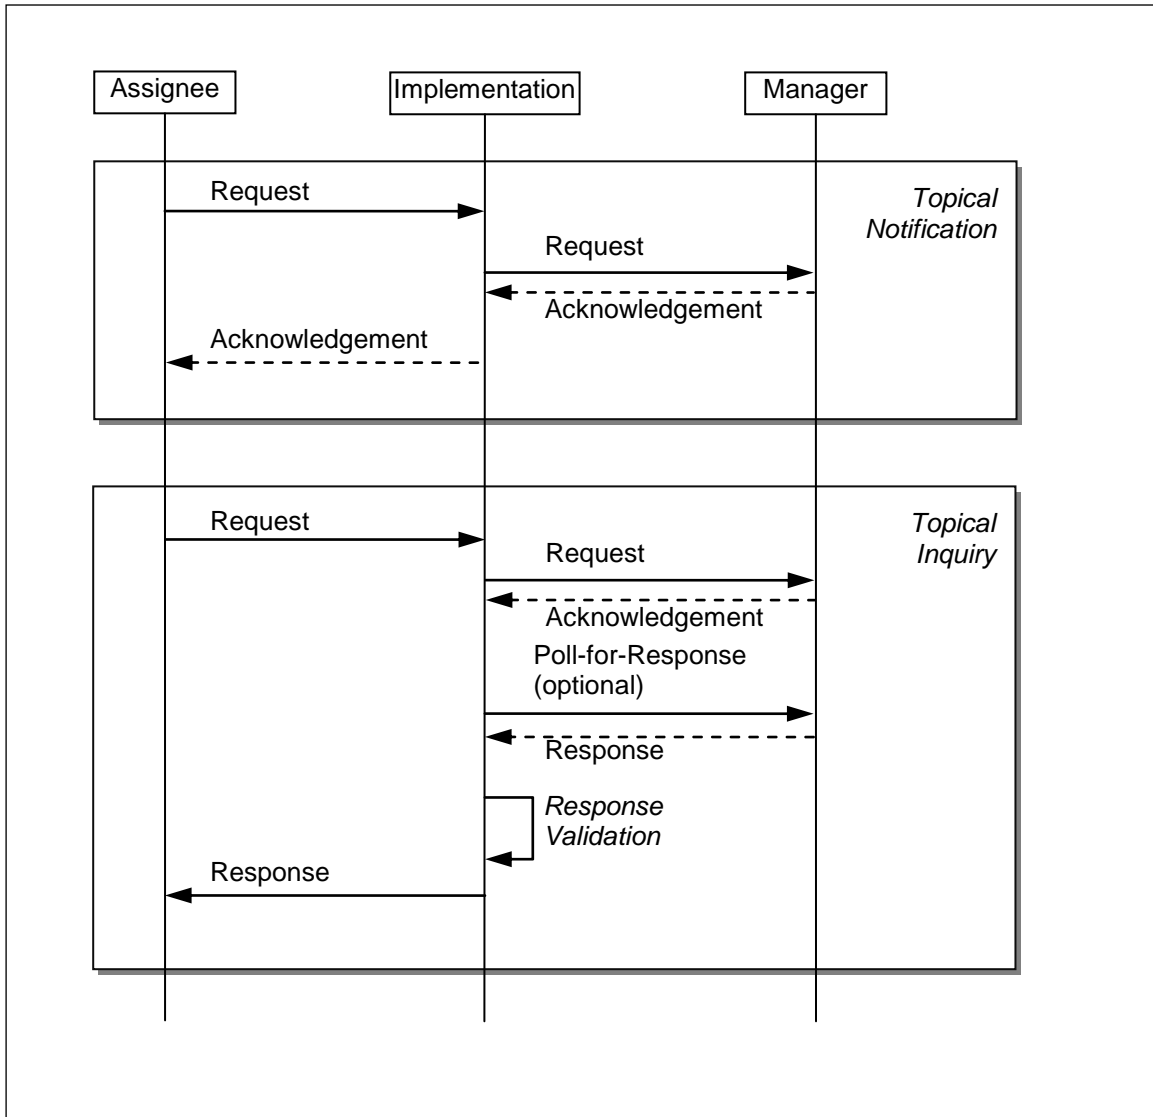 Assignee
Implementation
Manager
Request
Topical
Notification
Request
Acknowledgement
Acknowledgement
Request
Topical
Inquiry
Request
Acknowledgement
Poll-for-Response
(optional)
Response
Response
Validation
Response